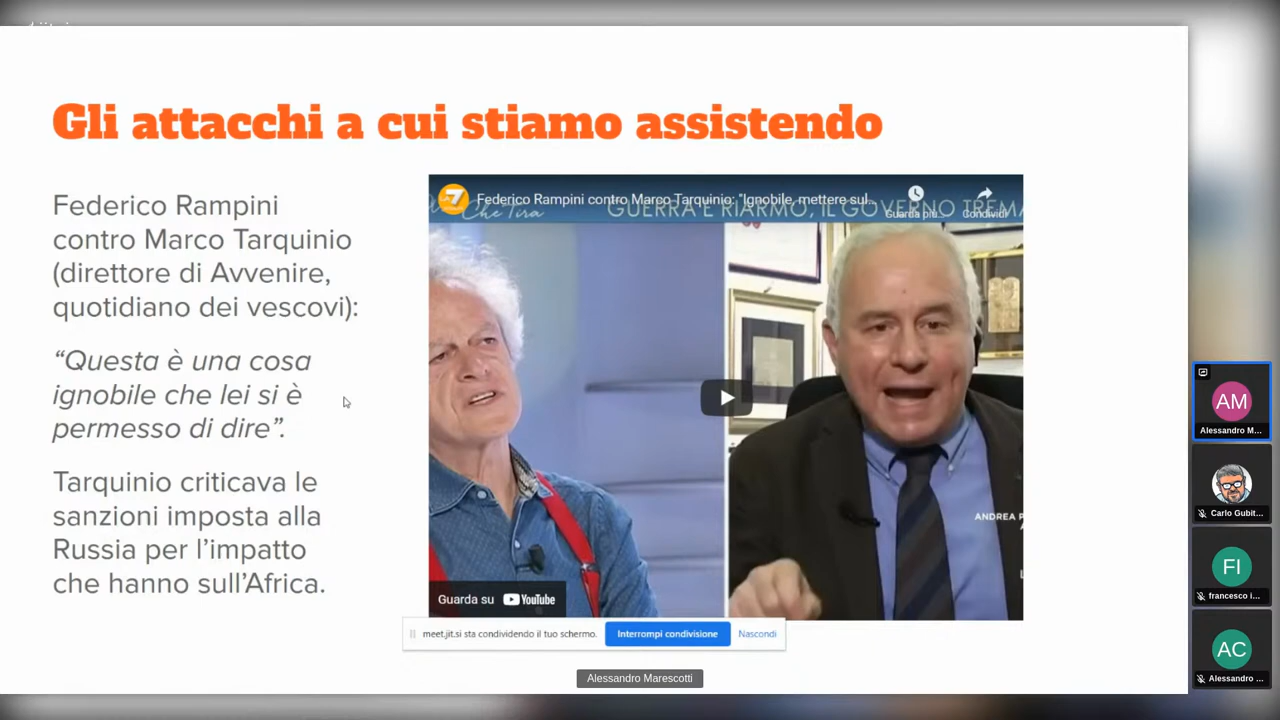 Gli attacchi a cui stiamo assistendo
Federico Rampini
contro Marco Tarquinio
(direttore di Avvenire,
quotidiano dei vescovi):
“Questa è una cosa
ignobile che lei si è
permesso di dire”.
Tarquinio criticava le
sanzioni imposta alla
Russia per l’impatto
che hanno sull’Africa.
Federico Rampini contro Marco Tarquinio: "Ignobile, mettere sul...
Guarda più...
Condividi
Che Tira
GUERRA E RIARMO, IL GOVERNO TREMA
ANDREA P
Guarda su YouTube
meet.jit.si sta condividendo il tuo schermo.
Interrompi condivisione
Nascondi
Alessandro Marescotti
AM
Alessandro M...
Carlo Gubit...
FI
francesco i...
AC
Alessandro ...